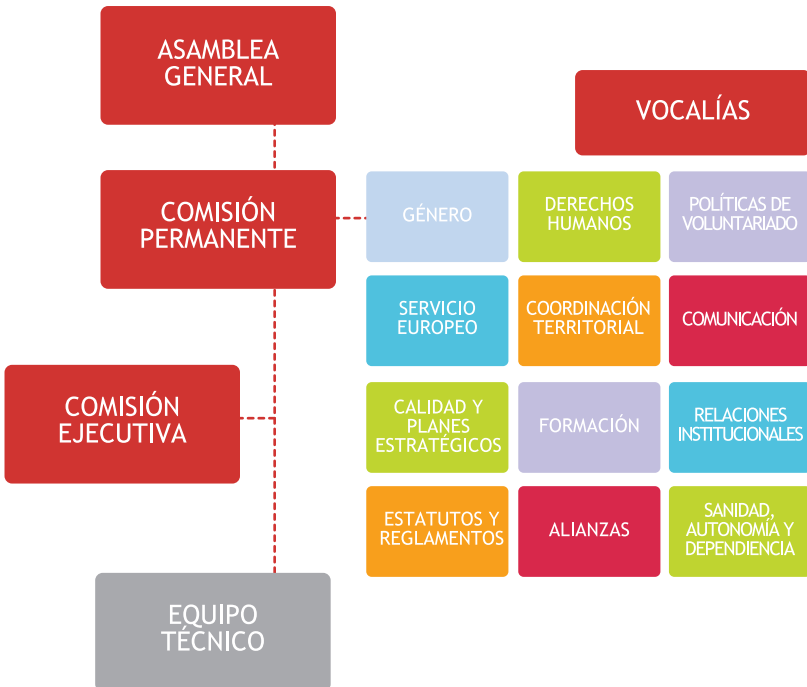 ASAMBLEA
GENERAL
VOCALÍAS
COMISIÓN
PERMANENTE
GÉNERO
DERECHOS
HUMANOS
POLÍTICAS DE
VOLUNTARIADO
SERVICIO
EUROPEO
COORDINACIÓN
TERRITORIAL
COMUNICACIÓN
COMISIÓN
EJECUTIVA
CALIDAD Y
PLANES
ESTRATÉGICOS
FORMACIÓN
RELACIONES
INSTITUCIONALES
ESTATUTOS Y
REGLAMENTOS
ALIANZAS
SANIDAD,
AUTONOMÍA Y
DEPENDIENCIA
EQUIPO
TÉCNICO